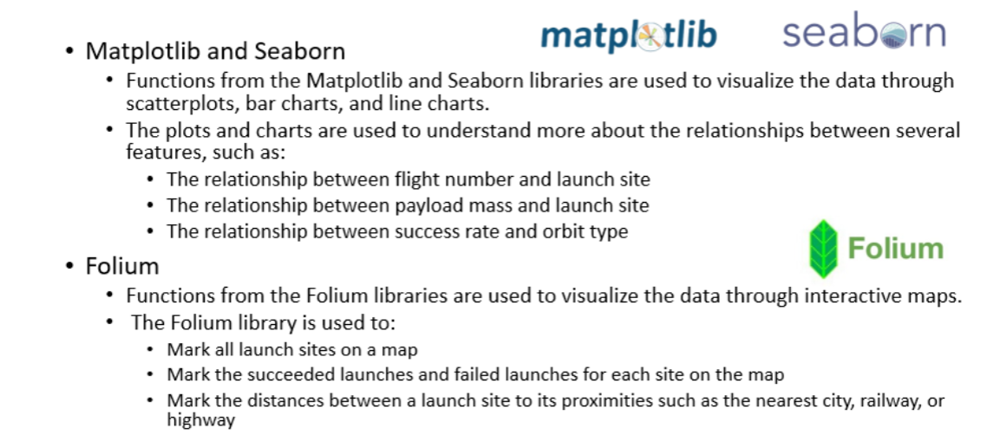 matplotlib seaborn
• Matplotlib and Seaborn
• Functions from the Matplotlib and Seaborn libraries are used to visualize the data through
scatterplots, bar charts, and line charts.
• The plots and charts are used to understand more about the relationships between several
features, such as:
• The relationship between flight number and launch site
• The relationship between payload mass and launch site
• The relationship between success rate and orbit type
Folium
• Folium
• Functions from the Folium libraries are used to visualize the data through interactive maps.
• The Folium library is used to:
• Mark all launch sites on a map
• Mark the succeeded launches and failed launches for each site on the map
• Mark the distances between a launch site to its proximities such as the nearest city, railway, or
highway